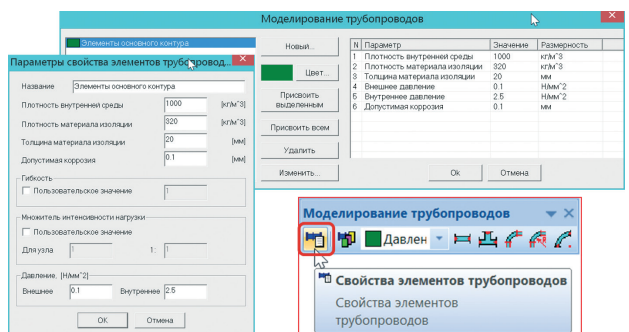 Моделирование трубопроводов
Элементы основного контура
Новый...
Цвет...
Присвоить
выделенным
Присвоить всем
Удалить
Изменить...
N Параметр Значение Размерность
1 Плотность внутренней среды 1000 кг/м^3
2 Плотность материала изоляции 320 кг/м^3
3 Толщина материала изоляции 20 мм
4 Внешнее давление 0.1 Н/мм^2
5 Внутреннее давление 2.5 Н/мм^2
6 Допустимая коррозия 0.1 мм
Ok Отмена
Параметры свойства элементов трубопровод...
Название Элементы основного контура
Плотность внутренней среды 1000 [кг/м^3]
Плотность материала изоляции 320 [кг/м^3]
Толщина материала изоляции 20 [мм]
Допустимая коррозия 0.1 [мм]
Гибкость
Пользовательское значение 1
Множитель интенсивности нагрузки
Пользовательское значение
Для узла 1 1: 1
Давление, [Н/мм^2]
Внешнее 0.1 Внутреннее 2.5
OK Отмена
Моделирование трубопроводов
Давлен
Свойства элементов трубопроводов
Свойства элементов
трубопроводов